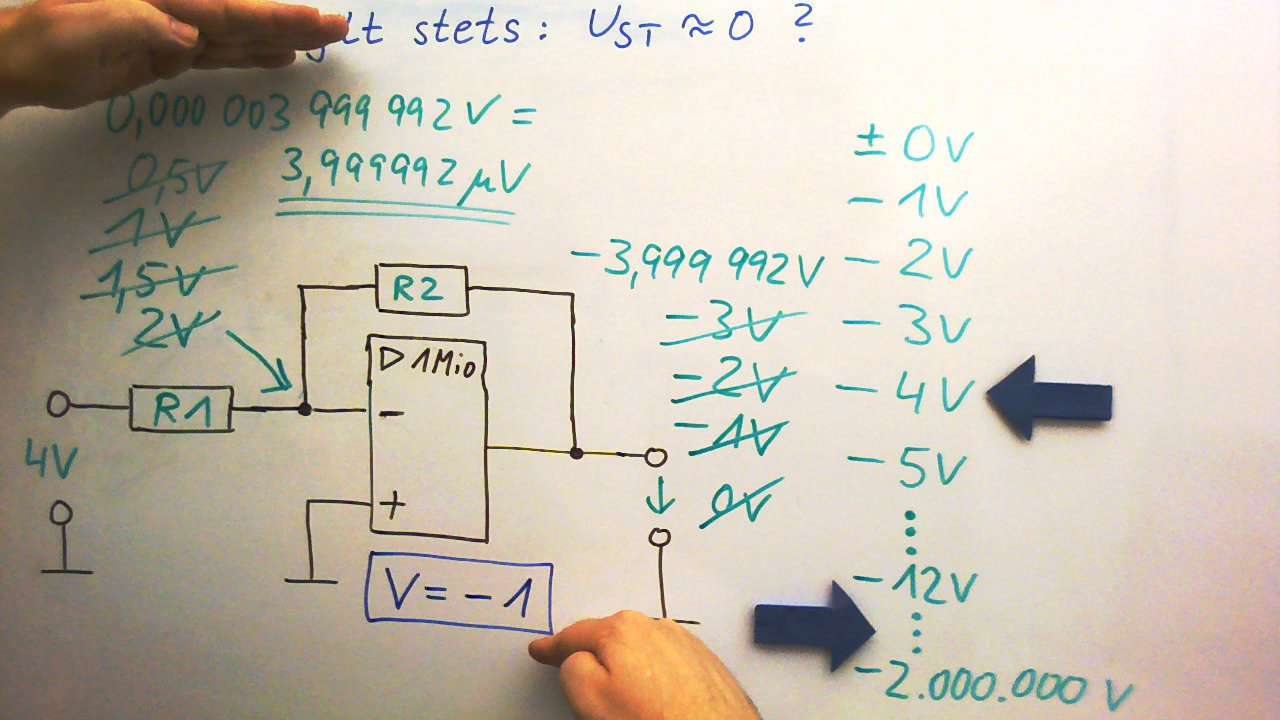 gilt stets: UST ≈ 0 ?
0,000 003 999 992 V =
3,999992 µV
0,5V
1V
1,5V
2V
R1
4V
R2
▷ 1Mio
−
+
V = − 1
−3,999 992V
−3V
−2V
−1V
0V
± 0V
− 1V
− 2V
− 3V
− 4V
− 5V
−12V
−2.000.000 V